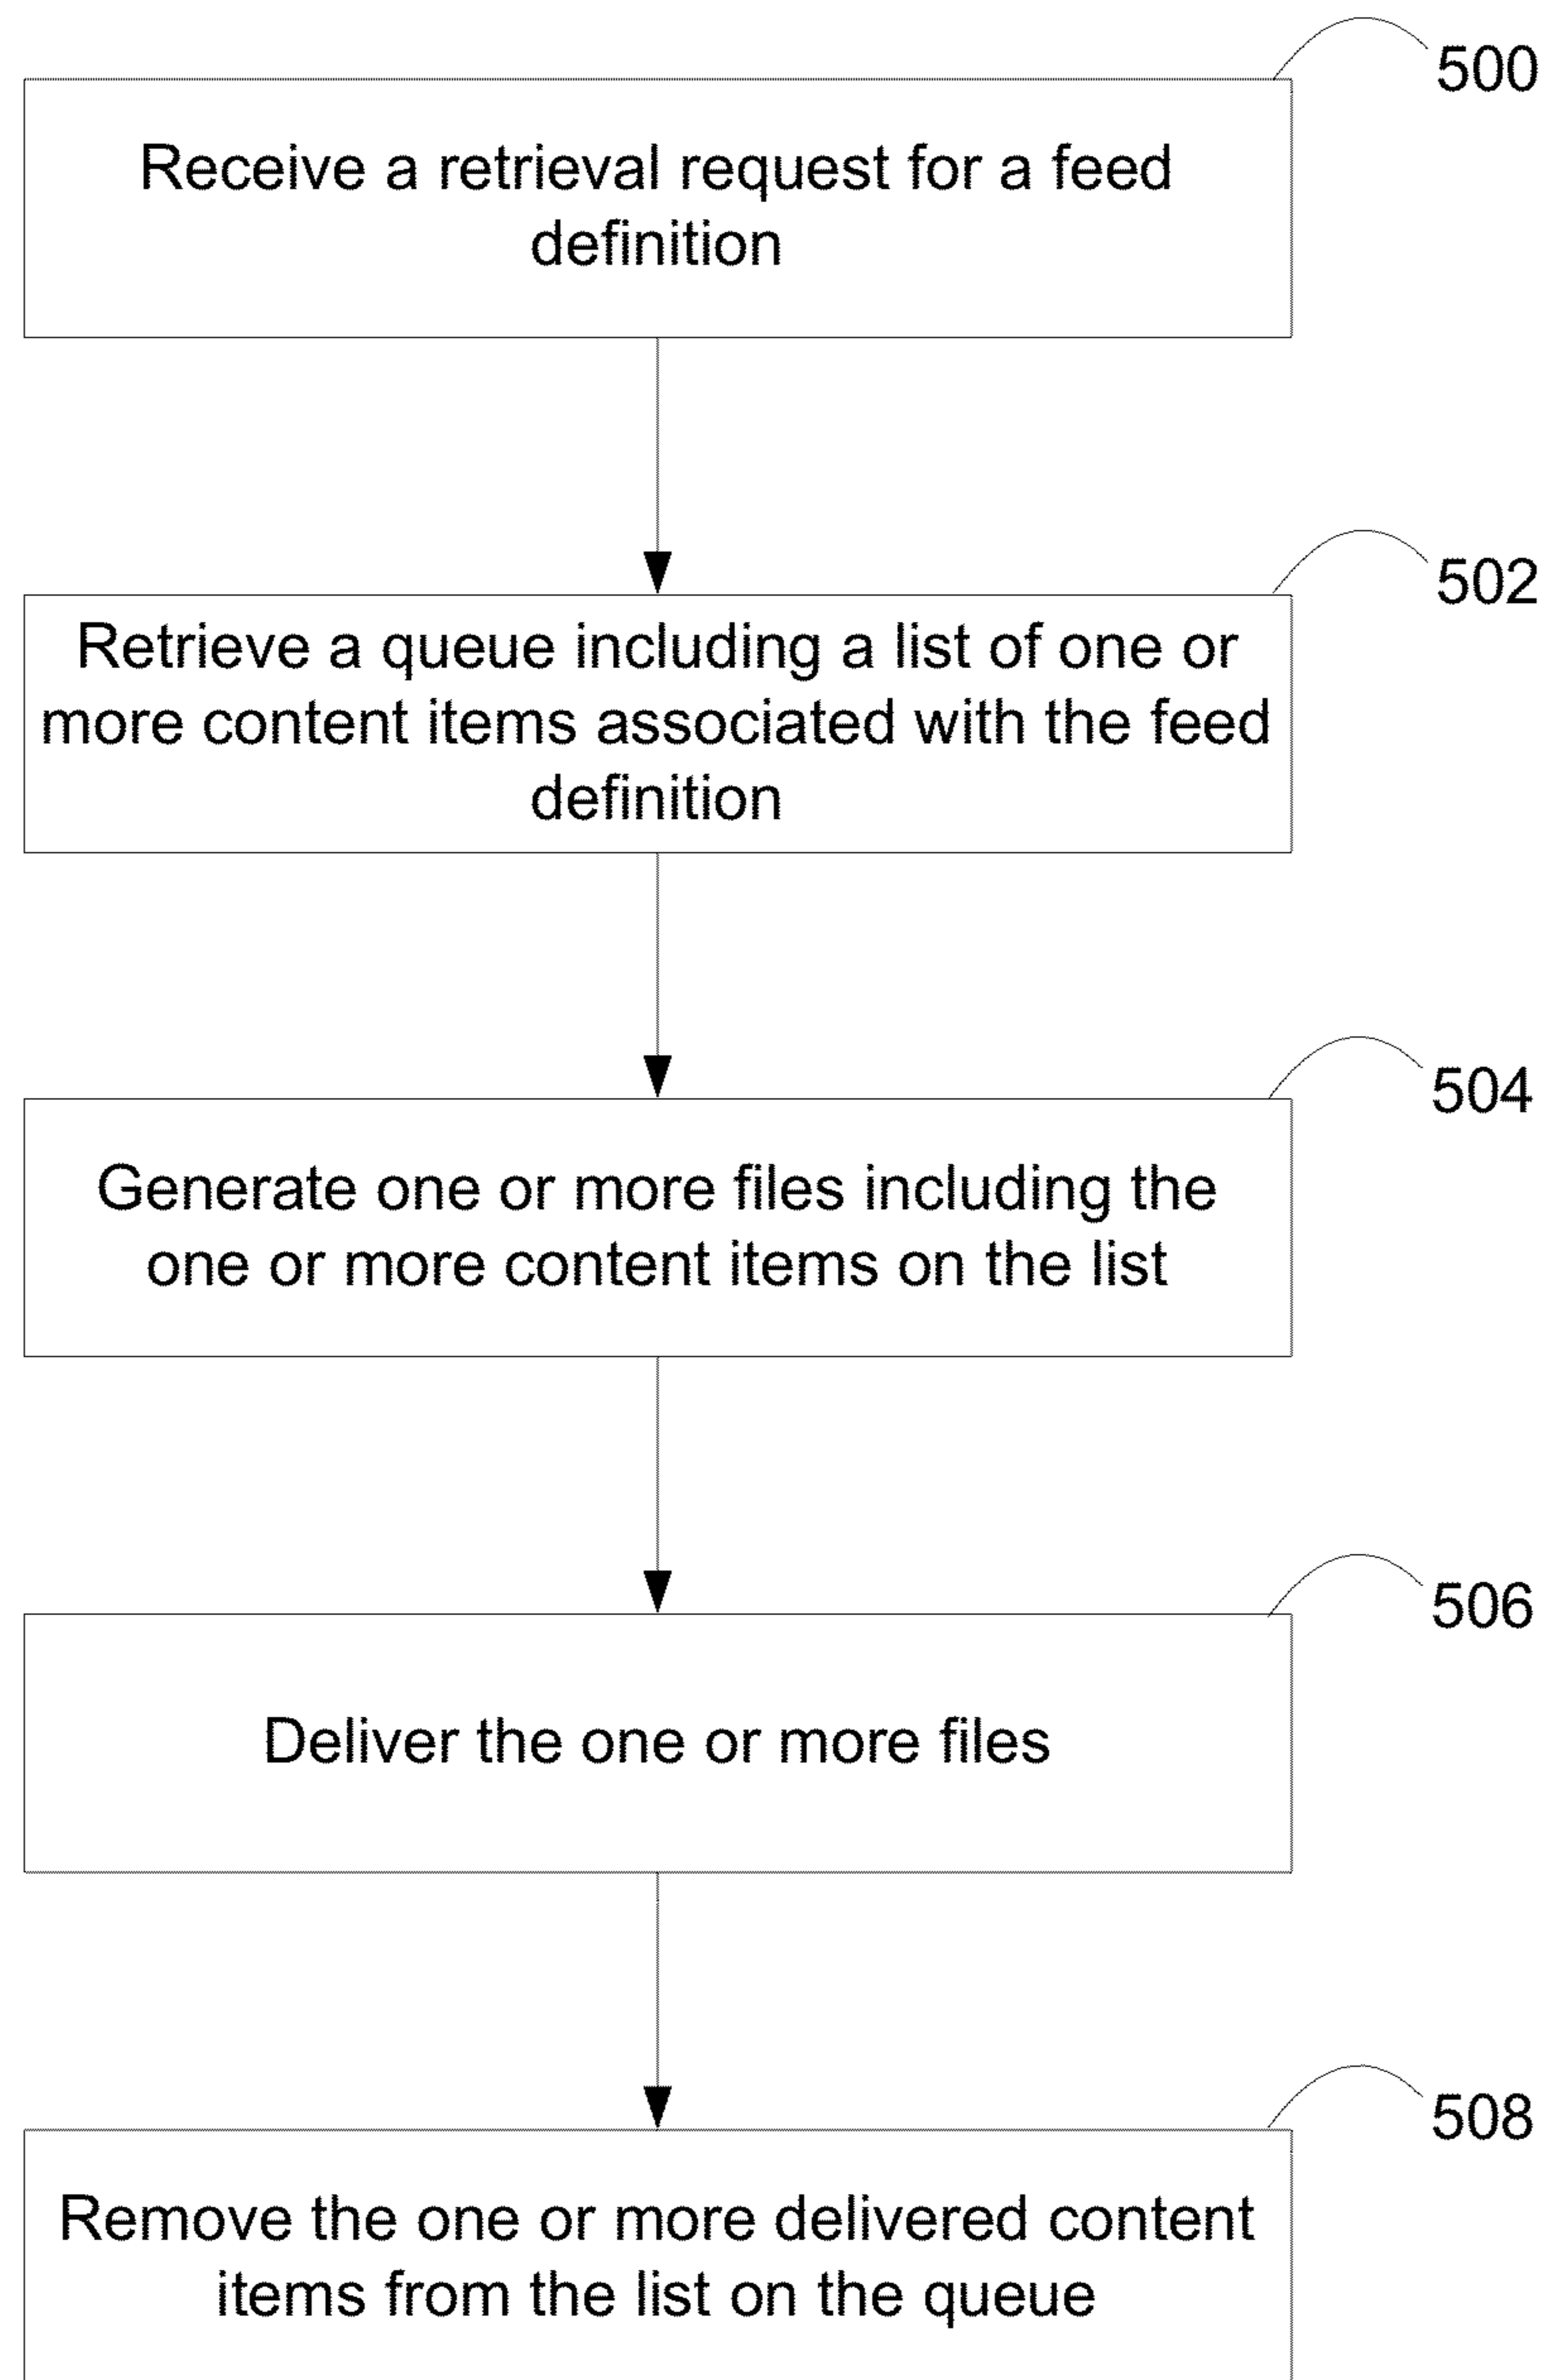 500
Receive a retrieval request for a feed
definition
502
Retrieve a queue including a list of one or
more content items associated with the feed
definition
504
Generate one or more files including the
one or more content items on the list
506
Deliver the one or more files
508
Remove the one or more delivered content
items from the list on the queue